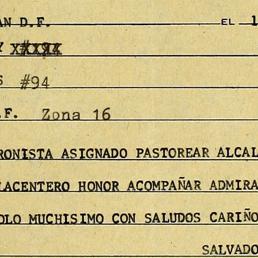 AN D.F. EL 1
Y
S #94
.F. Zona 16
RONISTA ASIGNADO PASTOREAR ALCAL
LACENTERO HONOR ACOMPAÑAR ADMIRA
OLO MUCHISIMO CON SALUDOS CARIÑO
SALVADO